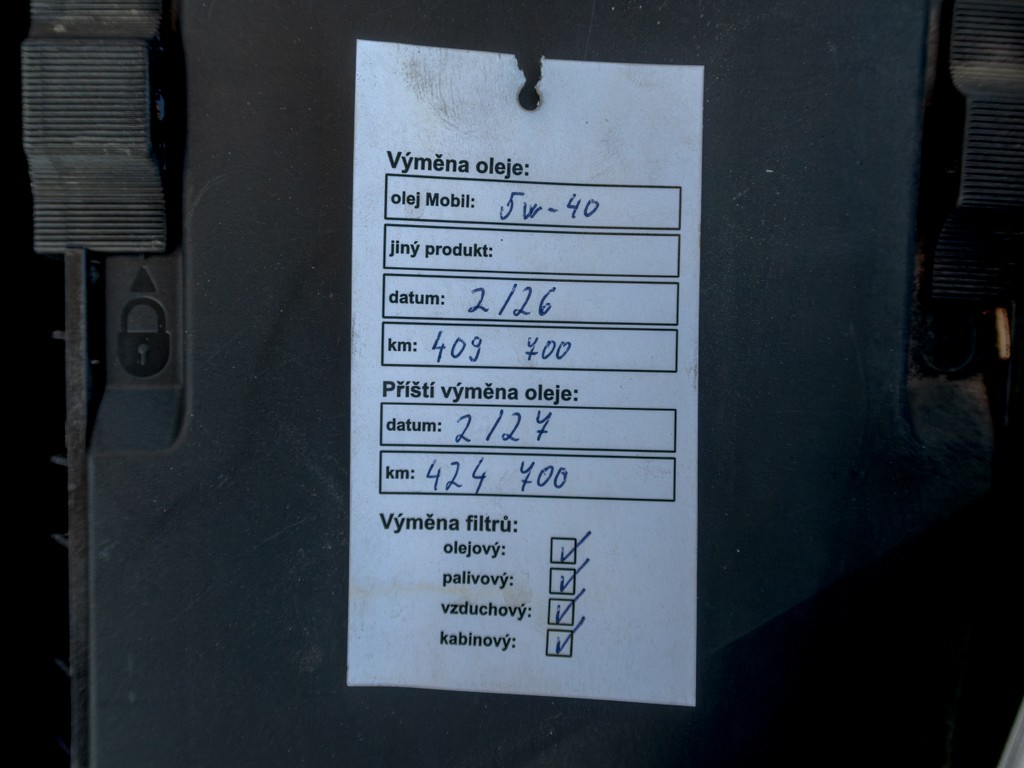 Výměna oleje:
olej Mobil: 5w-40
jiný produkt:
datum: 2/26
km: 409 700
Příští výměna oleje:
datum: 2/27
km: 424 700
Výměna filtrů:
olejový:
palivový:
vzduchový:
kabinový: